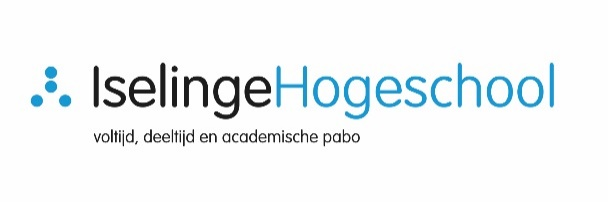 IselingeHogeschool
voltijd, deeltijd en academische pabo